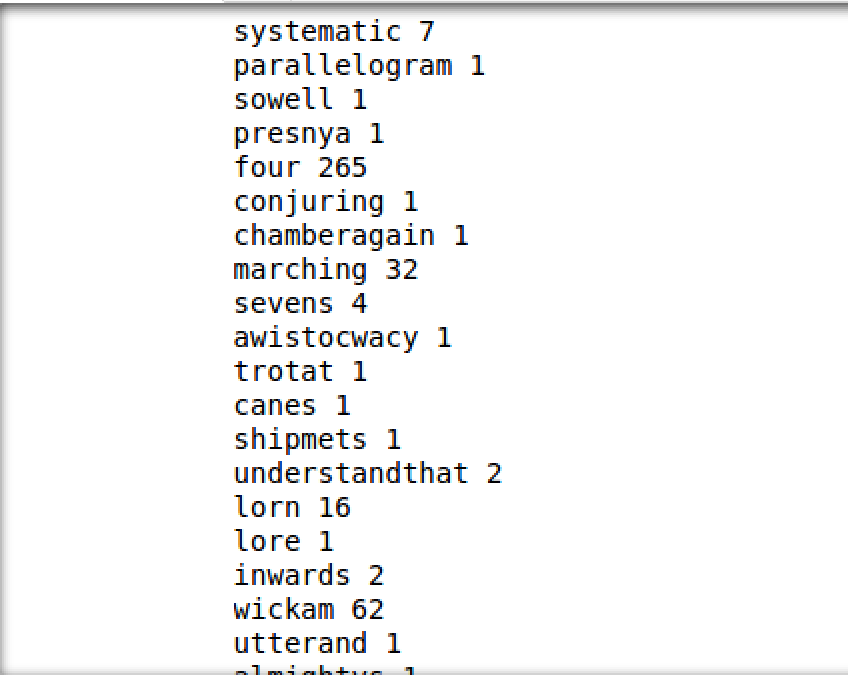 systematic 7
parallelogram 1
sowell 1
presnya 1
four 265
conjuring 1
chamberagain 1
marching 32
sevens 4
awistocwacy 1
trotat 1
canes 1
shipmets 1
understandthat 2
lorn 16
lore 1
inwards 2
wickam 62
utterand 1